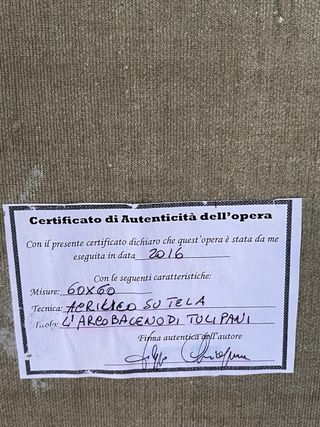 Certificato di Autenticità dell'opera
Con il presente certificato dichiaro che quest'opera è stata da me
eseguita in data 2016
Con le seguenti caratteristiche:
Misure: 60X60
Tecnica: ACRILICO SU TELA
Titolo: L'ARCOBALENO DI TULIPANI
Firma autentica dell'autore